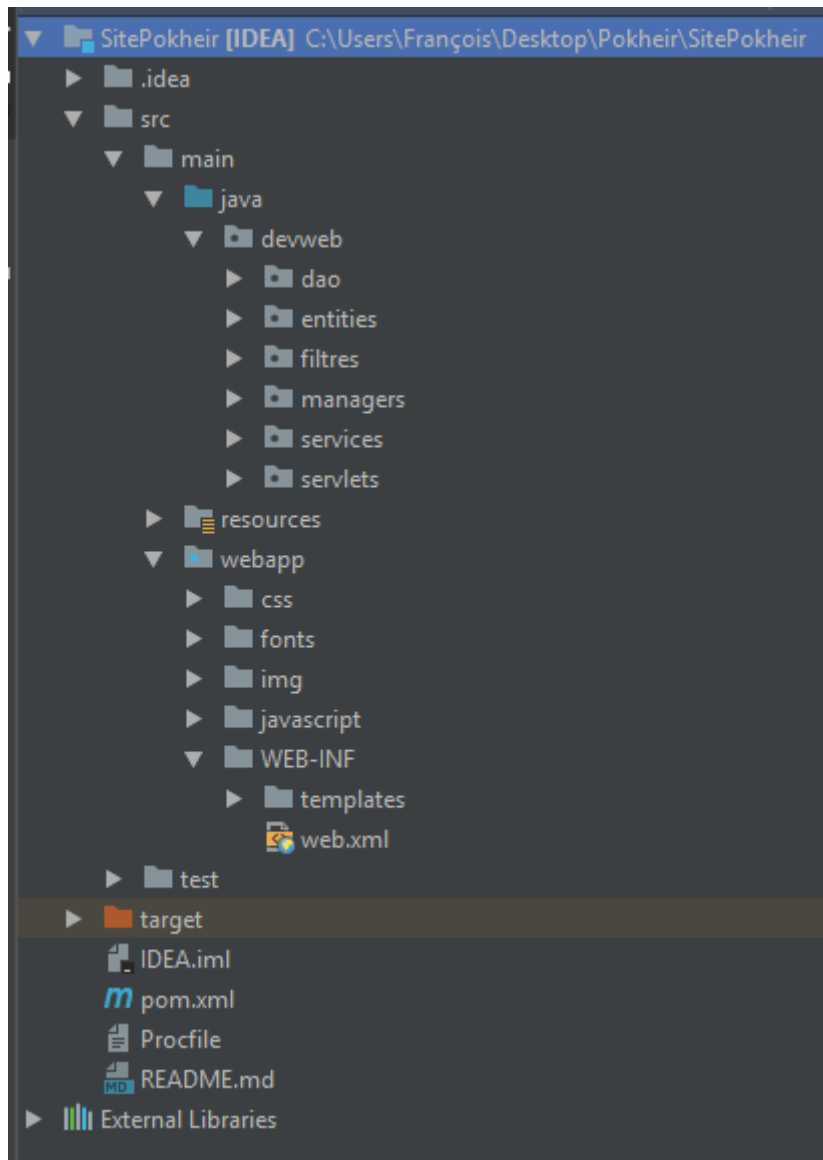 SitePokheir [IDEA] C:\Users\François\Desktop\Pokheir\SitePokheir
.idea
src
main
java
devweb
dao
entities
filtres
managers
services
servlets
resources
webapp
css
fonts
img
javascript
WEB-INF
templates
web.xml
test
target
IDEA.iml
m pom.xml
Procfile
MD README.md
External Libraries